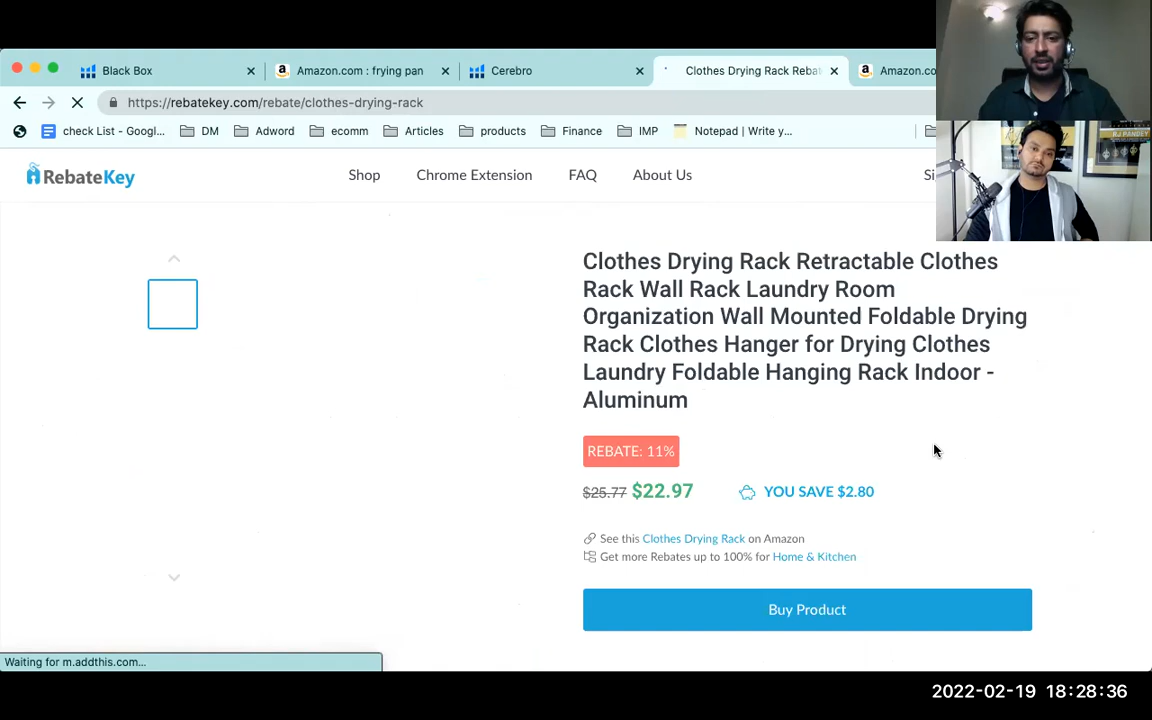 Black Box
Amazon.com : frying pan
Cerebro
Clothes Drying Rack Reba
Amazon.co
https://rebatekey.com/rebate/clothes-drying-rack
check List - Googl...
DM
Adword
ecomm
Articles
products
Finance
IMP
Notepad | Write y...
RebateKey
Shop
Chrome Extension
FAQ
About Us
Si
RJ PANDEY
Clothes Drying Rack Retractable Clothes
Rack Wall Rack Laundry Room
Organization Wall Mounted Foldable Drying
Rack Clothes Hanger for Drying Clothes
Laundry Foldable Hanging Rack Indoor -
Aluminum
REBATE: 11%
$25.77 $22.97
YOU SAVE $2.80
See this Clothes Drying Rack on Amazon
Get more Rebates up to 100% for Home & Kitchen
Buy Product
Waiting for m.addthis.com...
2022-02-19 18:28:36